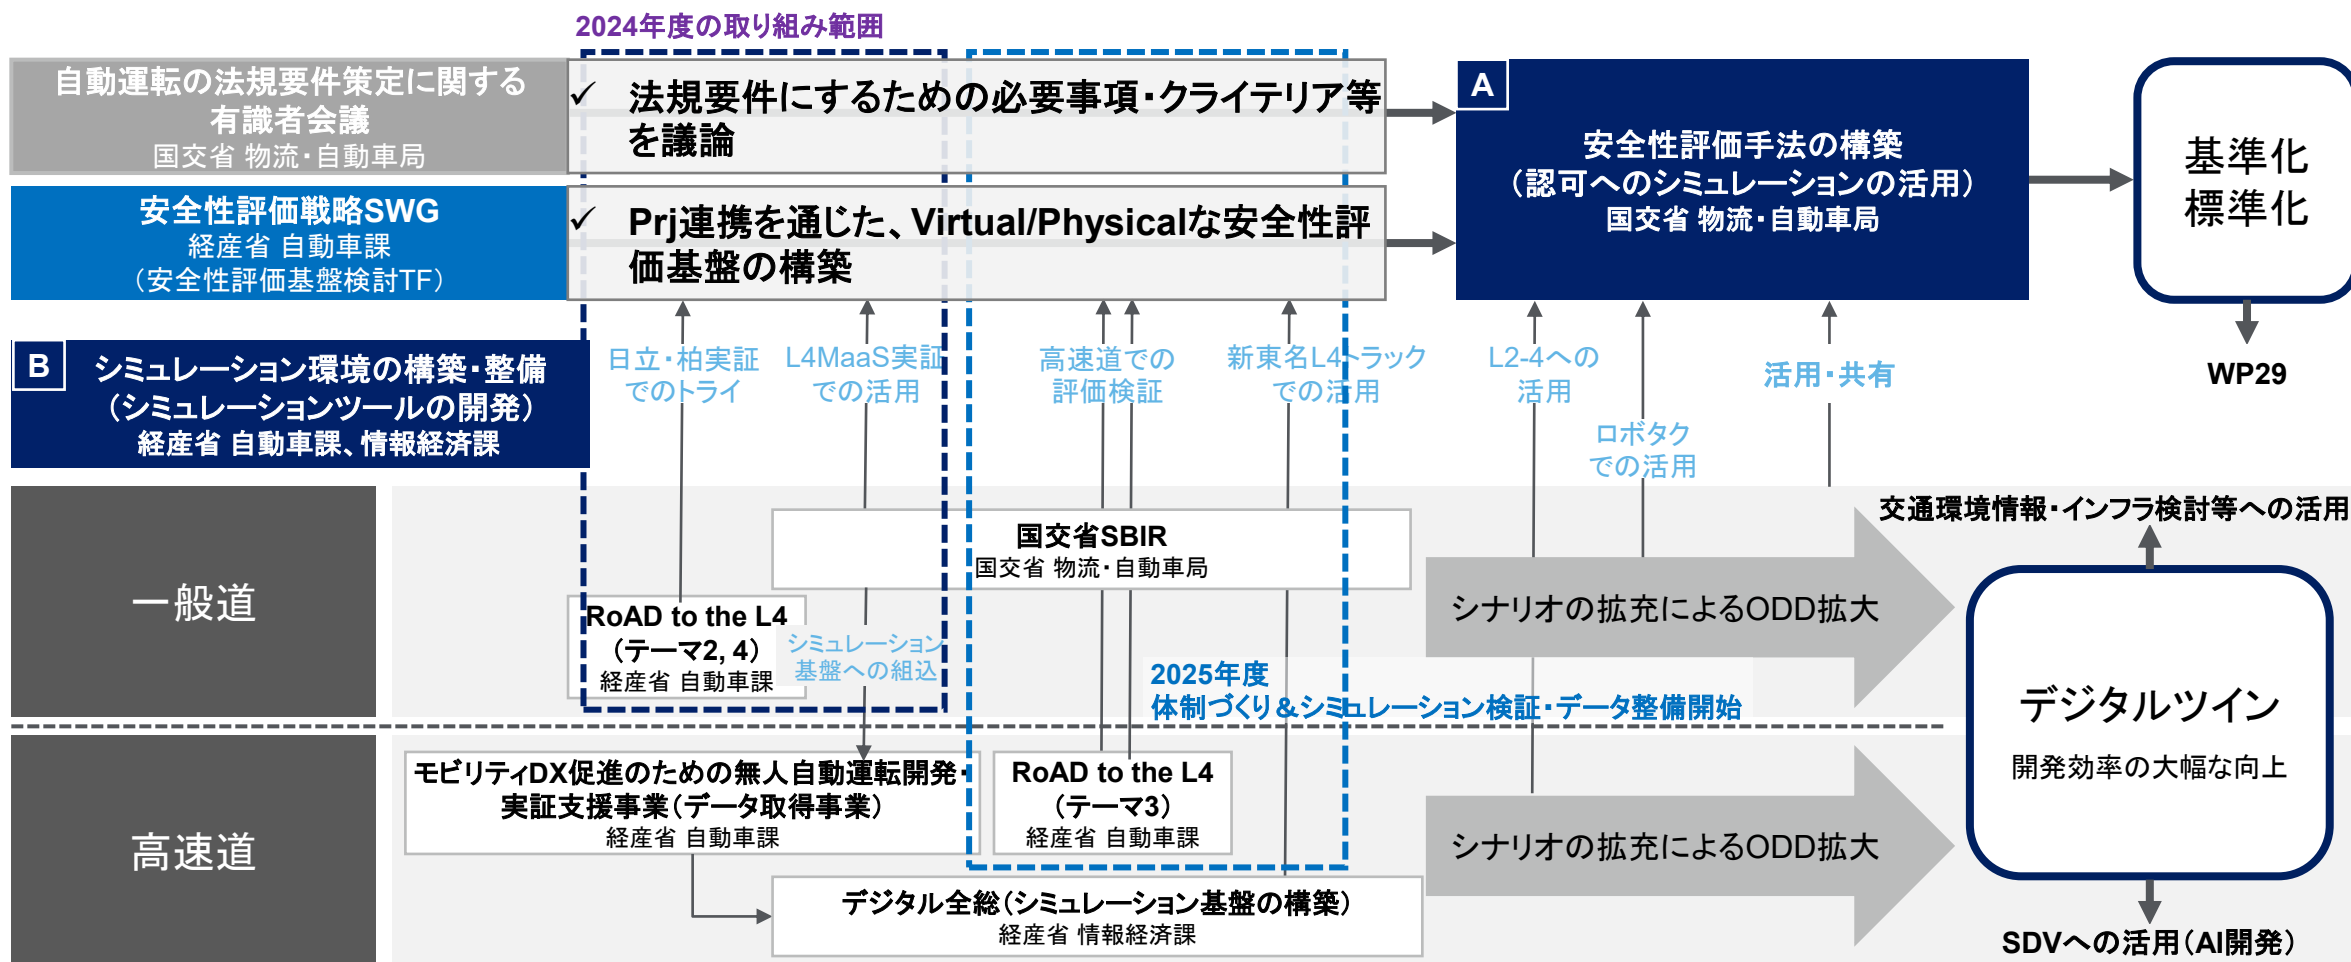 2024年度の取り組み範囲
自動運転の法規要件策定に関する
有識者会議
国交省 物流・自動車局
✓ 法規要件にするための必要事項・クライテリア等
を議論
安全性評価戦略SWG
経産省 自動車課
（安全性評価基盤検討TF）
✓ Prj連携を通じた、Virtual/Physicalな安全性評
価基盤の構築
A
安全性評価手法の構築
（認可へのシミュレーションの活用）
国交省 物流・自動車局
基準化
標準化
WP29
B
シミュレーション環境の構築・整備
（シミュレーションツールの開発）
経産省 自動車課、情報経済課
日立・柏実証
でのトライ
L4MaaS実証
での活用
高速道での
評価検証
新東名L4トラック
での活用
L2-4への
活用
ロボタク
での活用
活用・共有
一般道
国交省SBIR
国交省 物流・自動車局
RoAD to the L4
（テーマ2, 4）
経産省 自動車課
シミュレーション
基盤への組込
2025年度
体制づくり＆シミュレーション検証・データ整備開始
シナリオの拡充によるODD拡大
交通環境情報・インフラ検討等への活用
デジタルツイン
開発効率の大幅な向上
SDVへの活用（AI開発）
高速道
モビリティDX促進のための無人自動運転開発・
実証支援事業（データ取得事業）
経産省 自動車課
RoAD to the L4
（テーマ3）
経産省 自動車課
デジタル全総（シミュレーション基盤の構築）
経産省 情報経済課
シナリオの拡充によるODD拡大